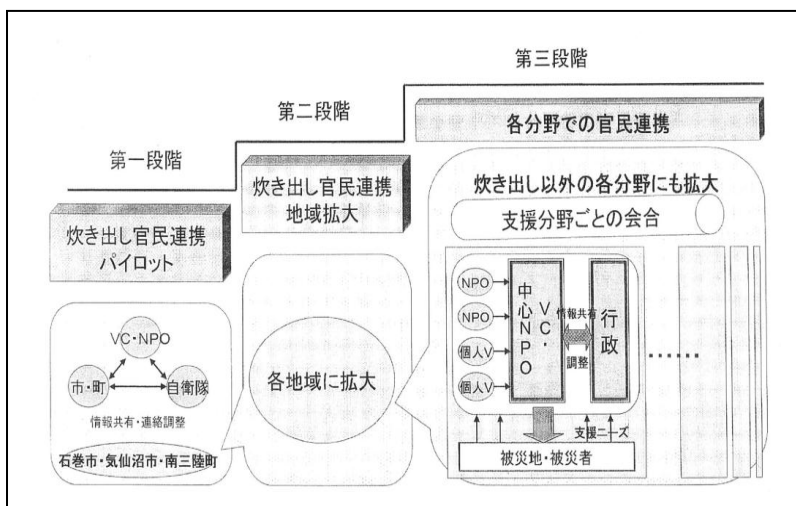 第一段階
第二段階
第三段階
炊き出し官民連携
パイロット
炊き出し官民連携
地域拡大
各分野での官民連携
VC・NPO
市・町
自衛隊
情報共有・連絡調整
石巻市・気仙沼市・南三陸町
各地域に拡大
炊き出し以外の各分野にも拡大
支援分野ごとの会合
NPO
NPO
個人V
個人V
VC・
中心NPO
情報共有
調整
行政
……
支援ニーズ
被災地・被災者